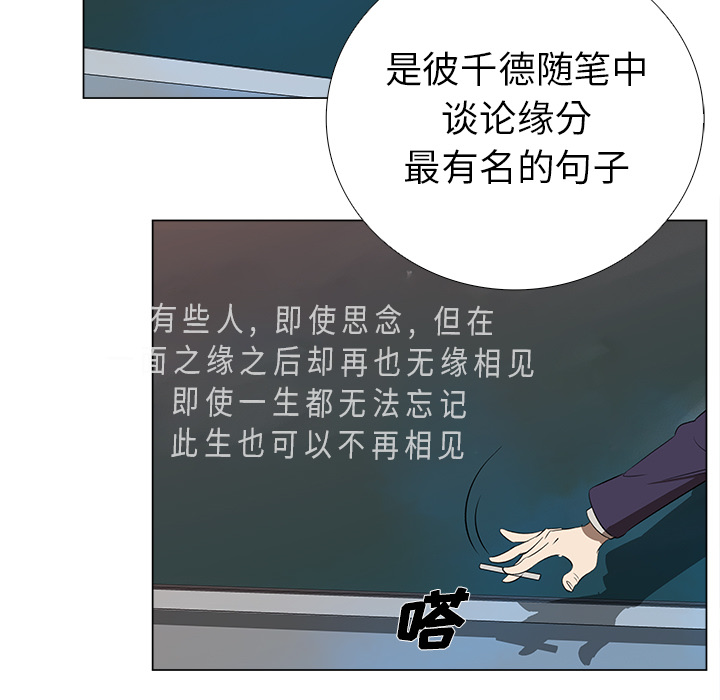 是彼千德随笔中
谈论缘分
最有名的句子
有些人, 即使思念, 但在
面之缘之后却再也无缘相见
即使一生都无法忘记
此生也可以不再相见
嗒